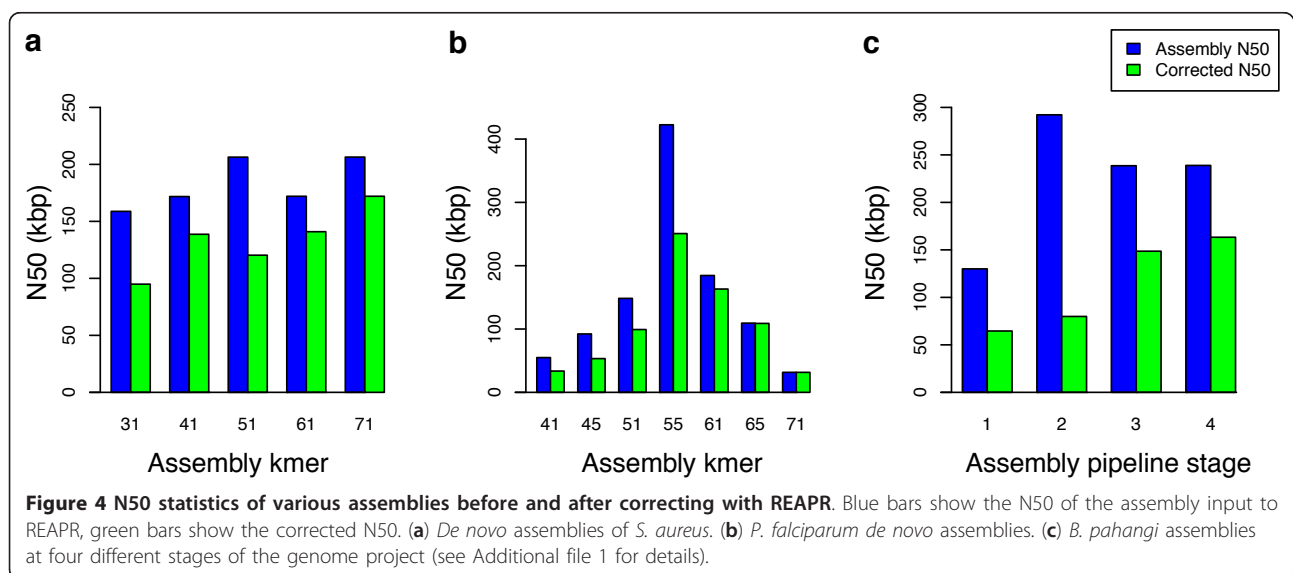 a
b
c
Assembly N50
Corrected N50
N50 (kbp)
0
50
100
150
200
250
31 41 51 61 71
Assembly kmer
N50 (kbp)
0
100
200
300
400
41 45 51 55 61 65 71
Assembly kmer
N50 (kbp)
0
50
100
150
200
250
300
1 2 3 4
Assembly pipeline stage
Figure 4 N50 statistics of various assemblies before and after correcting with REAPR. Blue bars show the N50 of the assembly input to
REAPR, green bars show the corrected N50. (a) De novo assemblies of S. aureus. (b) P. falciparum de novo assemblies. (c) B. pahangi assemblies
at four different stages of the genome project (see Additional file 1 for details).